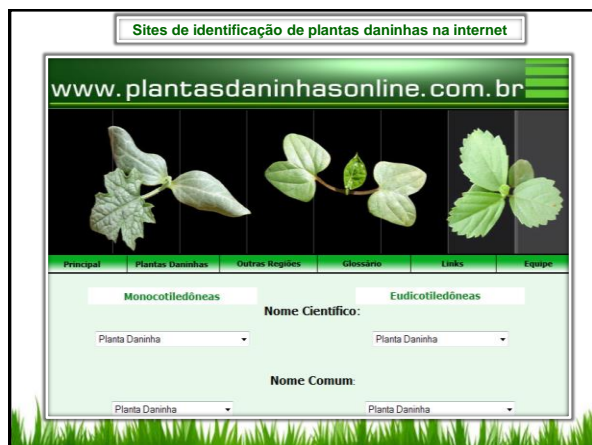 Sites de identificação de plantas daninhas na internet
www.plantasdaninhasonline.com.br
Principal Plantas Daninhas Outras Regiões Glossário Links Equipe
Monocotiledôneas Eudicotiledôneas
Nome Científico:
Planta Daninha Planta Daninha
Nome Comum:
Planta Daninha Planta Daninha